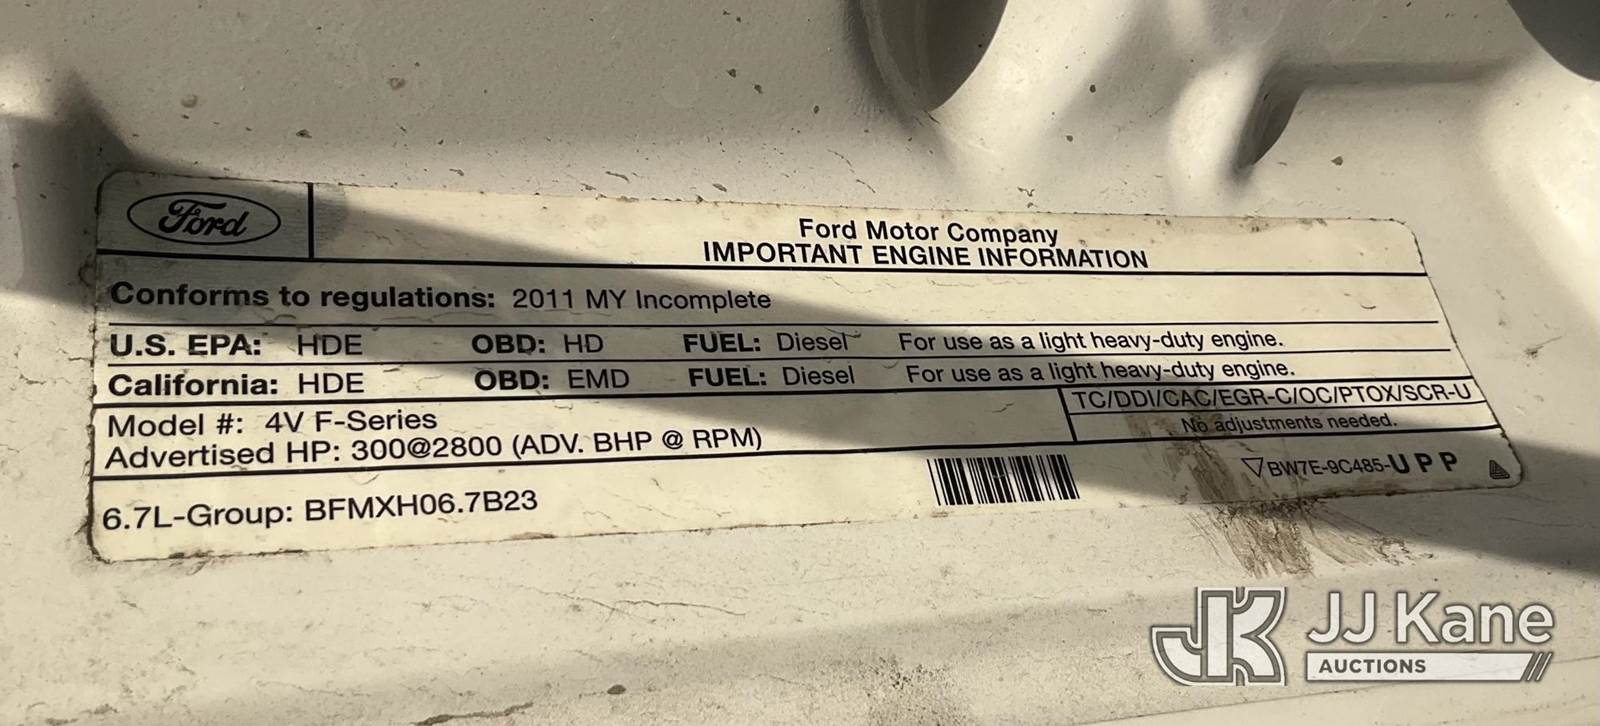 Ford
Ford Motor Company
IMPORTANT ENGINE INFORMATION
Conforms to regulations: 2011 MY Incomplete
U.S. EPA: HDE OBD: HD FUEL: Diesel For use as a light heavy-duty engine.
California: HDE OBD: EMD FUEL: Diesel For use as a light heavy-duty engine.
Model #: 4V F-Series
Advertised HP: 300@2800 (ADV. BHP @ RPM)
TC/DDI/CAC/EGR-C/OC/PTOX/SCR-U
No adjustments needed.
6.7L-Group: BFMXH06.7B23
BW7E-9C485-UPP
JK JJ Kane
AUCTIONS